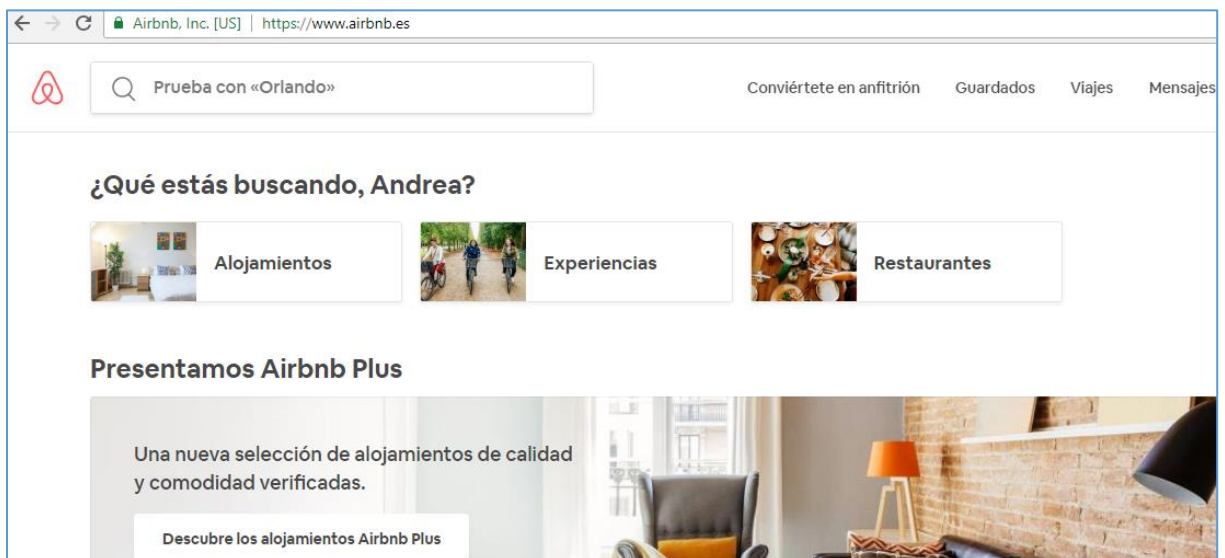 Airbnb, Inc. [US] | https://www.airbnb.es
Prueba con «Orlando»
Conviértete en anfitrión Guardados Viajes Mensajes
¿Qué estás buscando, Andrea?
Alojamientos Experiencias Restaurantes
Presentamos Airbnb Plus
Una nueva selección de alojamientos de calidad
y comodidad verificadas.
Descubre los alojamientos Airbnb Plus